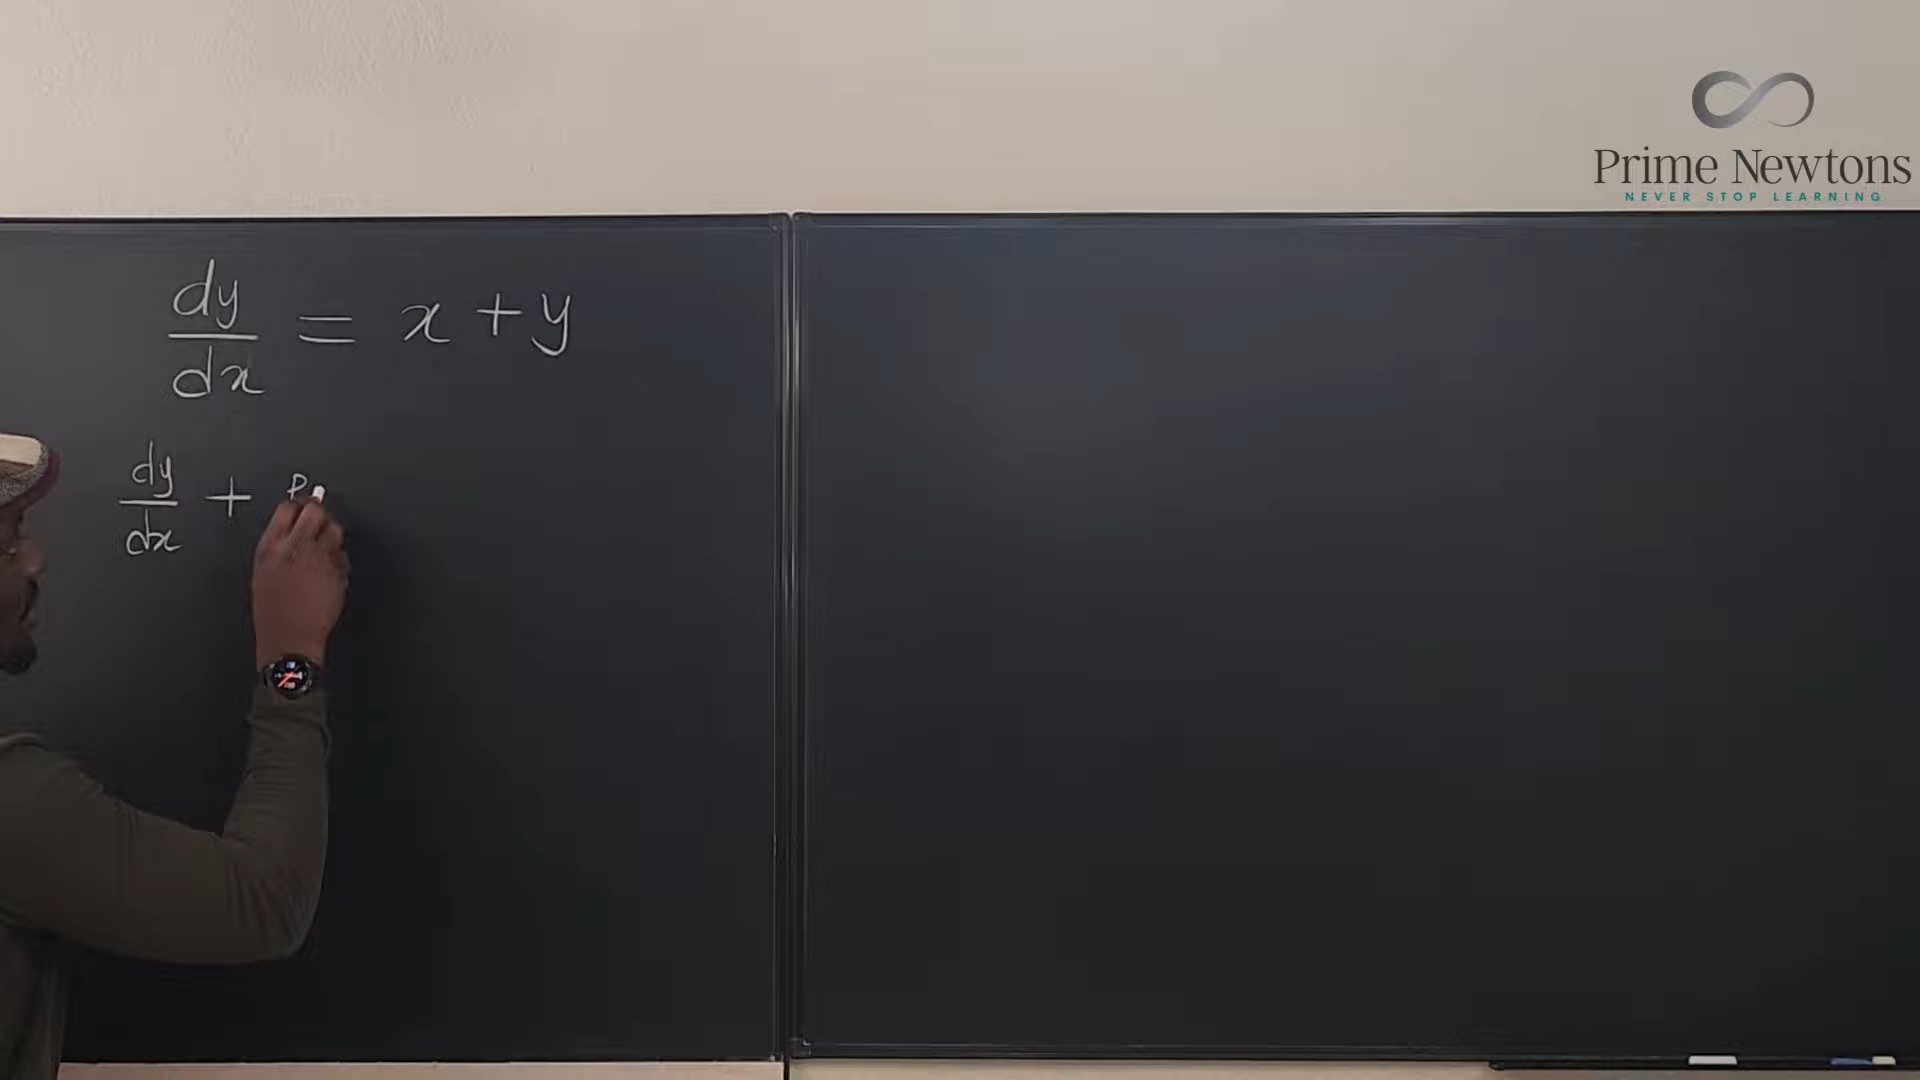 Prime Newtons
NEVER STOP LEARNING
dy/dx = x + y
dy/dx + P